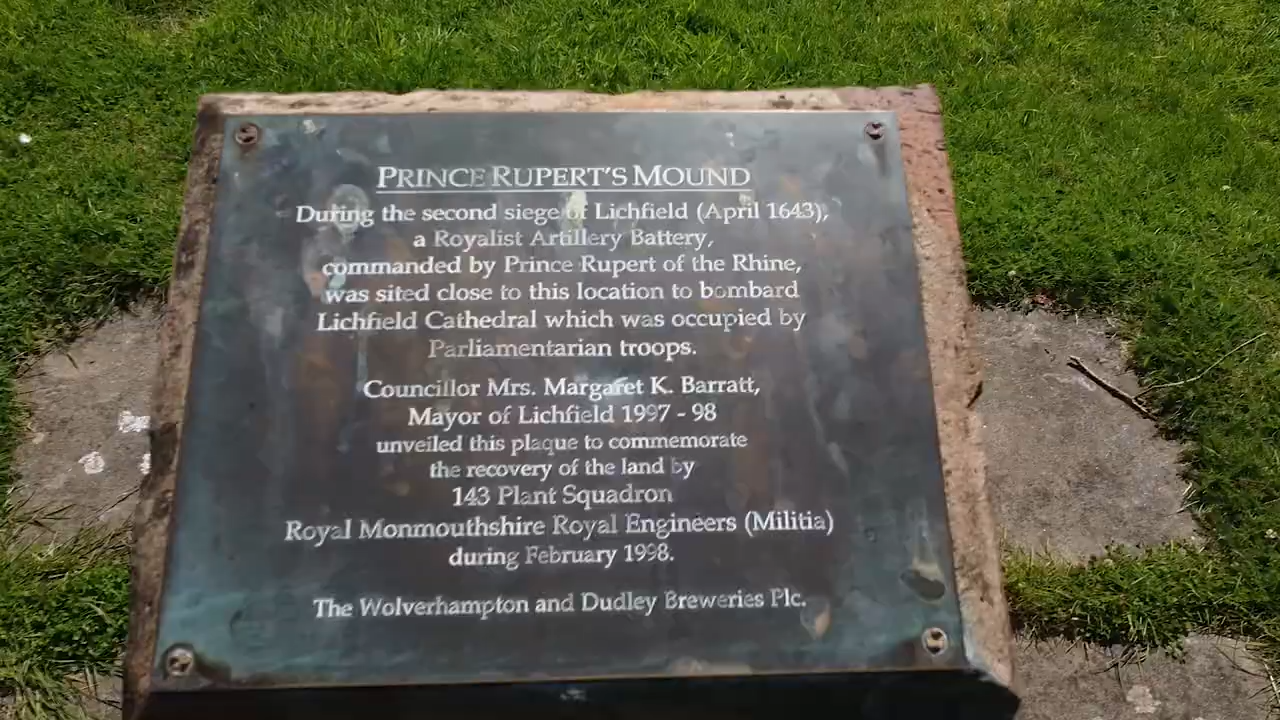 PRINCE RUPERT'S MOUND
During the second siege of Lichfield (April 1643),
a Royalist Artillery Battery,
commanded by Prince Rupert of the Rhine,
was sited close to this location to bombard
Lichfield Cathedral which was occupied by
Parliamentarian troops.
Councillor Mrs. Margaret K. Barratt,
Mayor of Lichfield 1997 - 98
unveiled this plaque to commemorate
the recovery of the land by
143 Plant Squadron
Royal Monmouthshire Royal Engineers (Militia)
during February 1998.
The Wolverhampton and Dudley Breweries Plc.